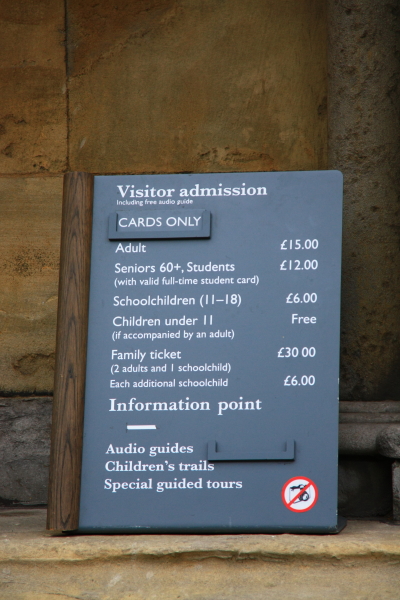 Visitor admission
Including free audio guide
CARDS ONLY
Adult £15.00
Seniors 60+, Students £12.00
(with valid full-time student card)
Schoolchildren (11–18) £6.00
Children under 11 Free
(if accompanied by an adult)
Family ticket £30 00
(2 adults and 1 schoolchild)
Each additional schoolchild £6.00
Information point
Audio guides
Children's trails
Special guided tours